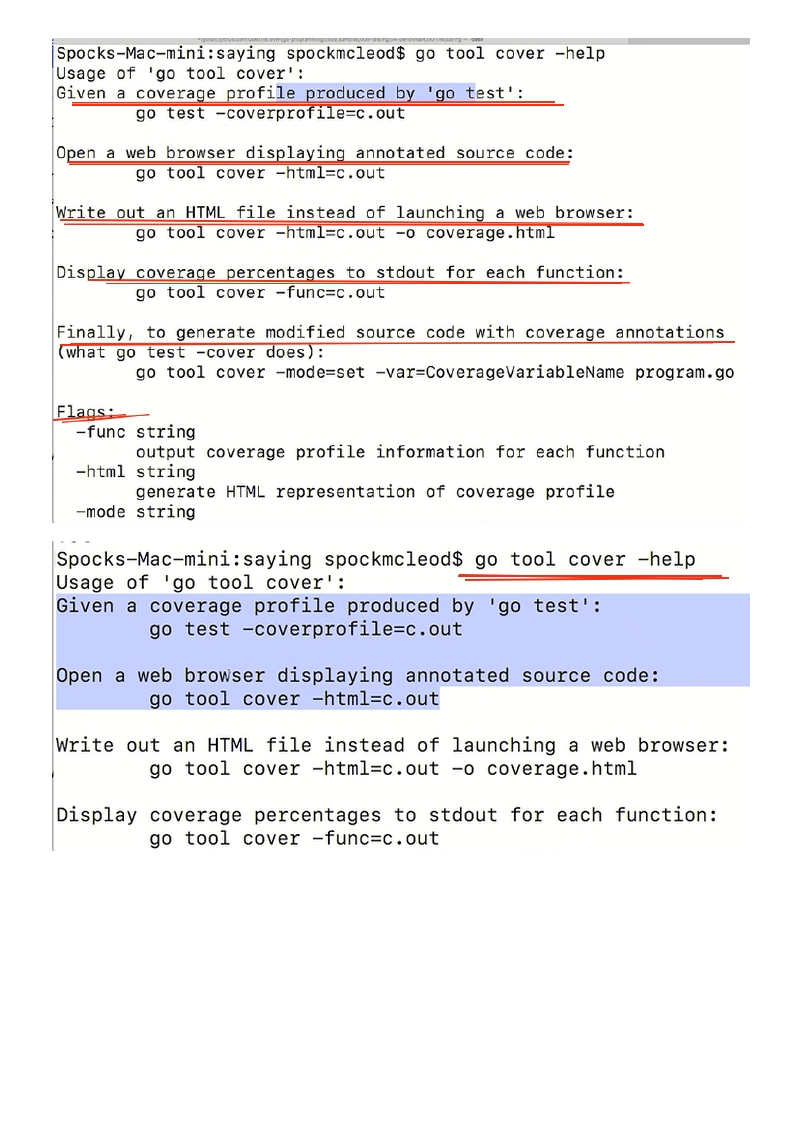 Spocks-Mac-mini:saying spockmcleod$ go tool cover -help
Usage of 'go tool cover':
Given a coverage profile produced by 'go test':
        go test -coverprofile=c.out

Open a web browser displaying annotated source code:
        go tool cover -html=c.out

Write out an HTML file instead of launching a web browser:
        go tool cover -html=c.out -o coverage.html

Display coverage percentages to stdout for each function:
        go tool cover -func=c.out

Finally, to generate modified source code with coverage annotations
(what go test -cover does):
        go tool cover -mode=set -var=CoverageVariableName program.go

Flags:
  -func string
        output coverage profile information for each function
  -html string
        generate HTML representation of coverage profile
  -mode string
Spocks-Mac-mini:saying spockmcleod$ go tool cover -help
Usage of 'go tool cover':
Given a coverage profile produced by 'go test':
        go test -coverprofile=c.out

Open a web browser displaying annotated source code:
        go tool cover -html=c.out

Write out an HTML file instead of launching a web browser:
        go tool cover -html=c.out -o coverage.html

Display coverage percentages to stdout for each function:
        go tool cover -func=c.out